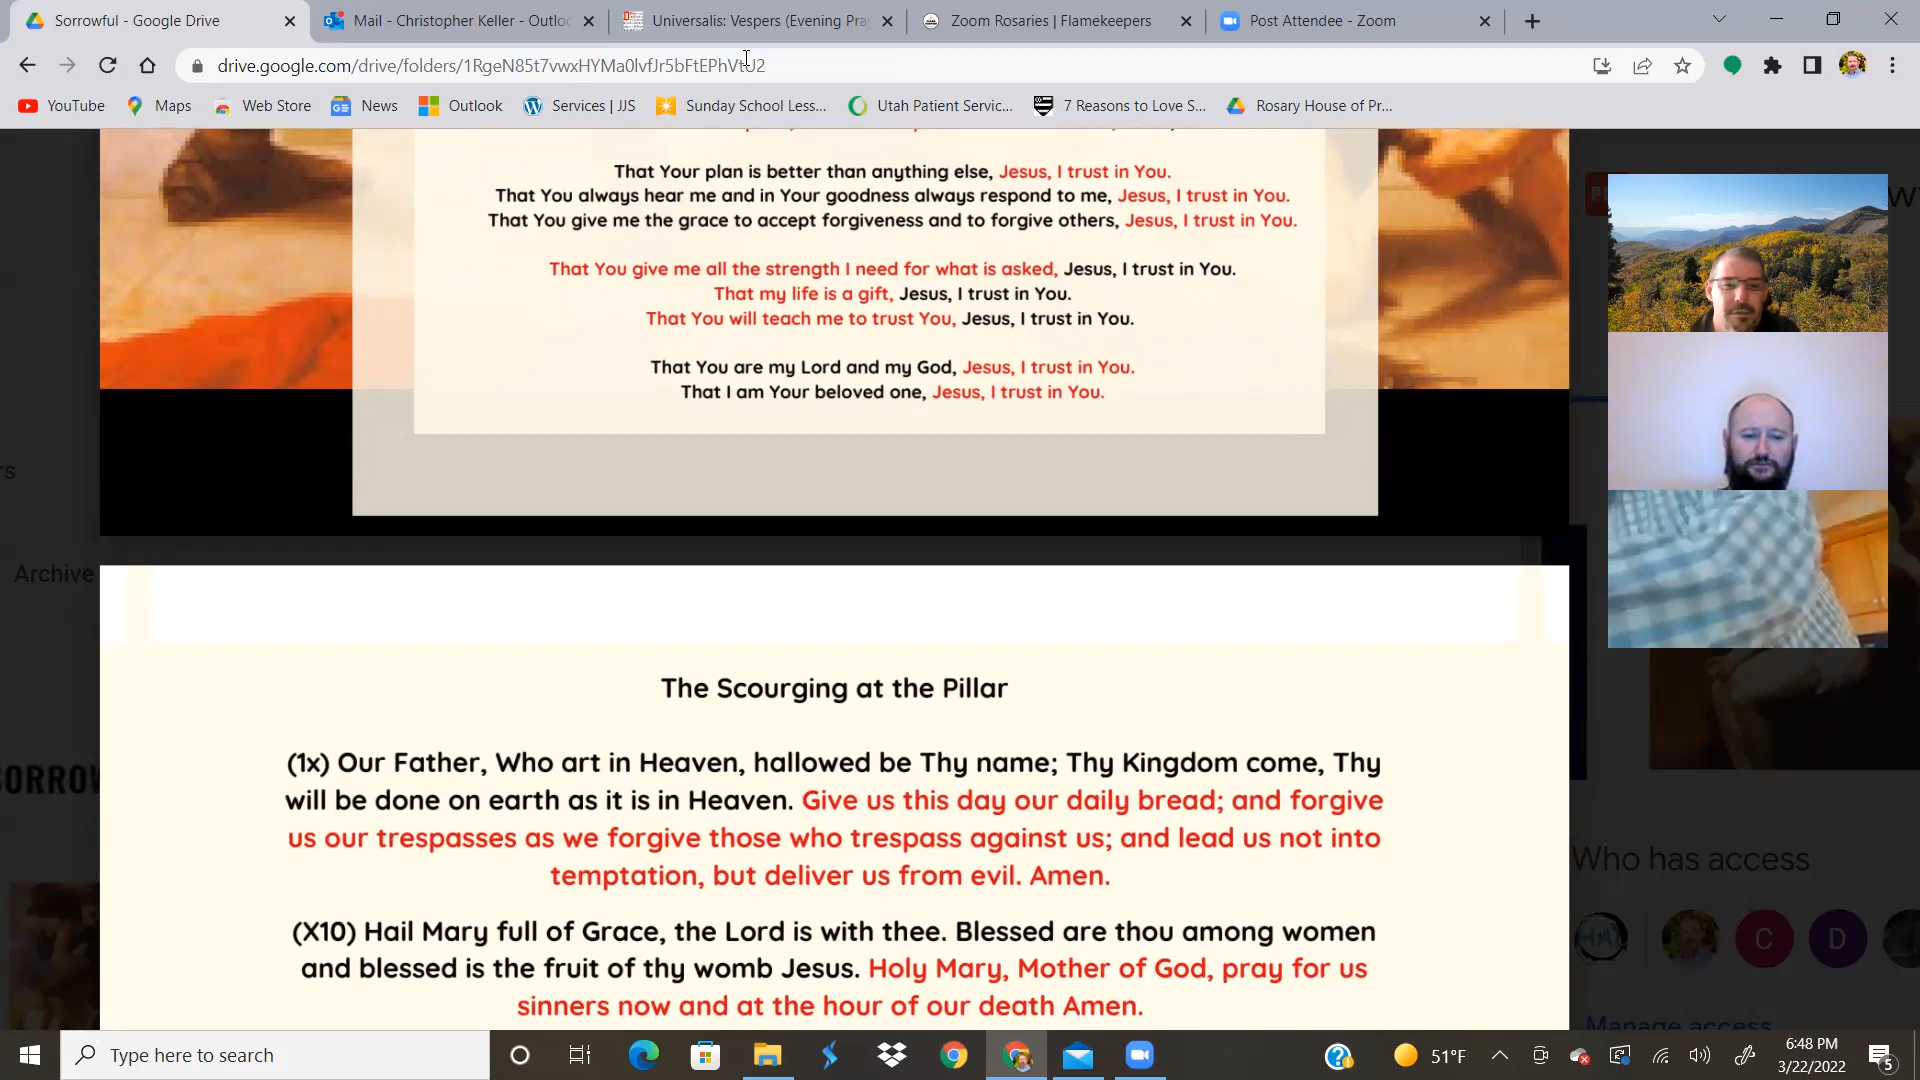 Sorrowful - Google Drive
Mail - Christopher Keller - Outloo
Universalis: Vespers (Evening Pra
Zoom Rosaries | Flamekeepers
Post Attendee - Zoom
drive.google.com/drive/folders/1RgeN85t7vwxHYMa0lvfJr5bFtEPhVtU2
YouTube
Maps
Web Store
News
Outlook
Services | JJS
Sunday School Less...
Utah Patient Servic...
7 Reasons to Love S...
Rosary House of Pr...
That Your plan is better than anything else, Jesus, I trust in You.
That You always hear me and in Your goodness always respond to me, Jesus, I trust in You.
That You give me the grace to accept forgiveness and to forgive others, Jesus, I trust in You.
That You give me all the strength I need for what is asked, Jesus, I trust in You.
That my life is a gift, Jesus, I trust in You.
That You will teach me to trust You, Jesus, I trust in You.
That You are my Lord and my God, Jesus, I trust in You.
That I am Your beloved one, Jesus, I trust in You.
rs
Archive
SORROW
The Scourging at the Pillar
(1x) Our Father, Who art in Heaven, hallowed be Thy name; Thy Kingdom come, Thy
will be done on earth as it is in Heaven. Give us this day our daily bread; and forgive
us our trespasses as we forgive those who trespass against us; and lead us not into
temptation, but deliver us from evil. Amen.
(X10) Hail Mary full of Grace, the Lord is with thee. Blessed are thou among women
and blessed is the fruit of thy womb Jesus. Holy Mary, Mother of God, pray for us
sinners now and at the hour of our death Amen.
Who has access
C
D
Manage access
Type here to search
51°F
6:48 PM
3/22/2022
5